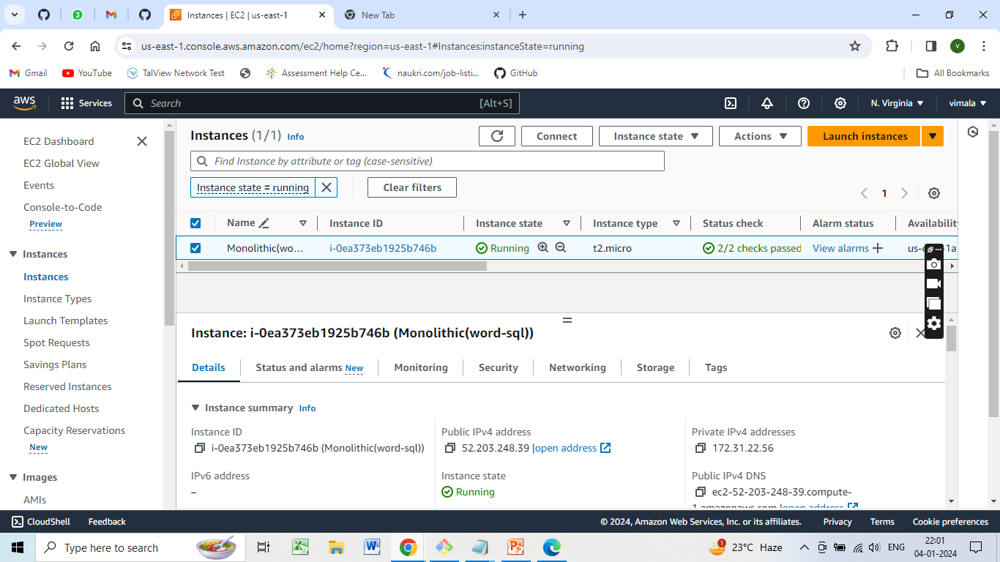 3
Instances | EC2 | us-east-1
New Tab
us-east-1.console.aws.amazon.com/ec2/home?region=us-east-1#Instances:instanceState=running
V
Gmail
YouTube
TalView Network Test
Assessment Help Ce...
naukri.com/job-listi...
GitHub
All Bookmarks
aws
Services
Search
[Alt+S]
N. Virginia
vimala
EC2 Dashboard
EC2 Global View
Events
Console-to-Code
Preview
Instances
Instances
Instance Types
Launch Templates
Spot Requests
Savings Plans
Reserved Instances
Dedicated Hosts
Capacity Reservations
New
Images
AMIs
Instances (1/1) Info
Connect
Instance state
Actions
Launch instances
Find Instance by attribute or tag (case-sensitive)
Instance state = running
Clear filters
1
Name
Instance ID
Instance state
Instance type
Status check
Alarm status
Availability
Monolithic(wo...
i-0ea373eb1925b746b
Running
t2.micro
2/2 checks passed
View alarms
Instance: i-0ea373eb1925b746b (Monolithic(word-sql))
Details
Status and alarms New
Monitoring
Security
Networking
Storage
Tags
Instance summary Info
Instance ID
i-0ea373eb1925b746b (Monolithic(word-sql))
Public IPv4 address
52.203.248.39 |open address
Private IPv4 addresses
172.31.22.56
IPv6 address
–
Instance state
Running
Public IPv4 DNS
ec2-52-203-248-39.compute-
1.amazonaws.com |open address
CloudShell
Feedback
© 2024, Amazon Web Services, Inc. or its affiliates.
Privacy
Terms
Cookie preferences
Type here to search
1
23°C Haze
ENG
22:01
04-01-2024